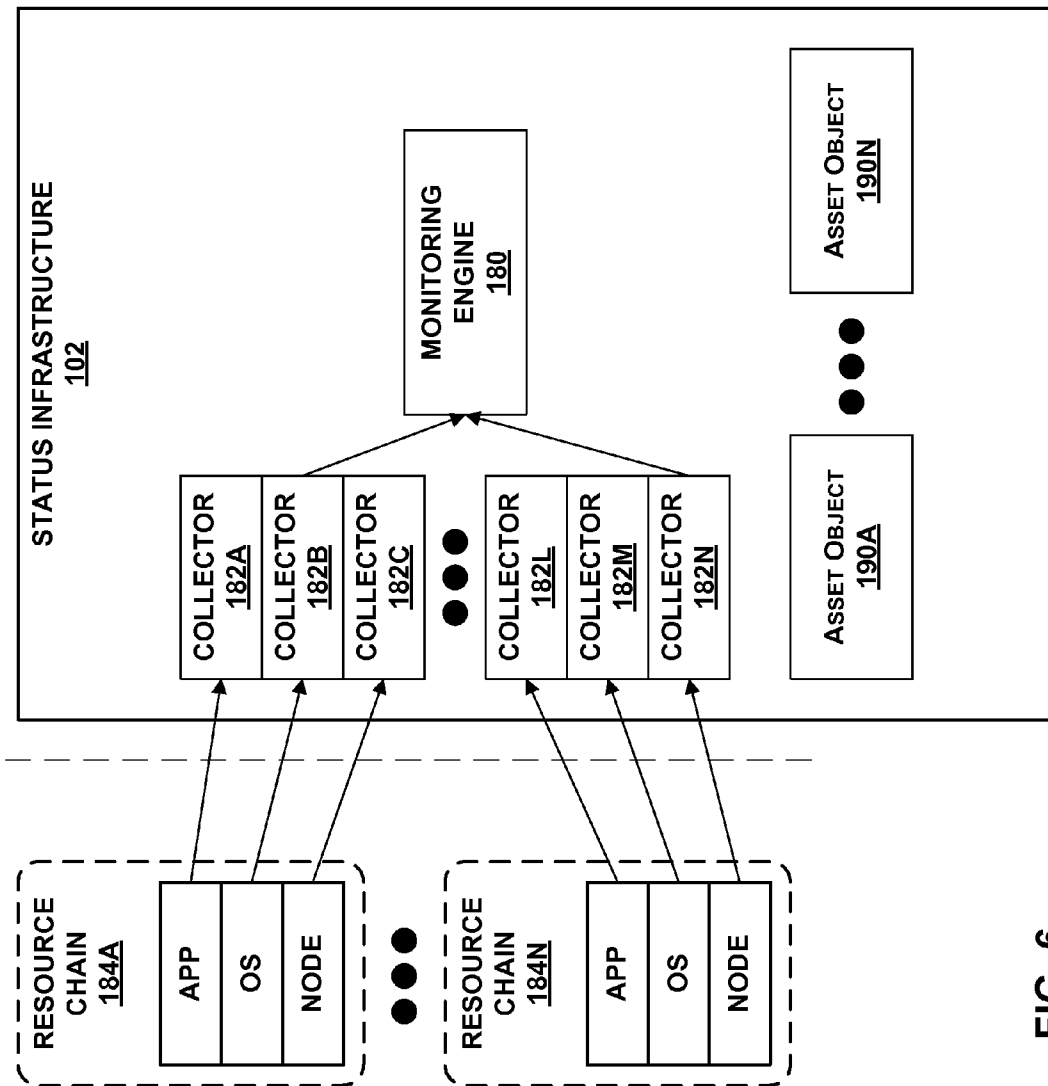 STATUS INFRASTRUCTURE
102
RESOURCE
CHAIN
184A
APP
OS
NODE
RESOURCE
CHAIN
184N
APP
OS
NODE
COLLECTOR
182A
COLLECTOR
182B
COLLECTOR
182C
COLLECTOR
182L
COLLECTOR
182M
COLLECTOR
182N
MONITORING
ENGINE
180
ASSET OBJECT
190A
ASSET OBJECT
190N
FIG. 6